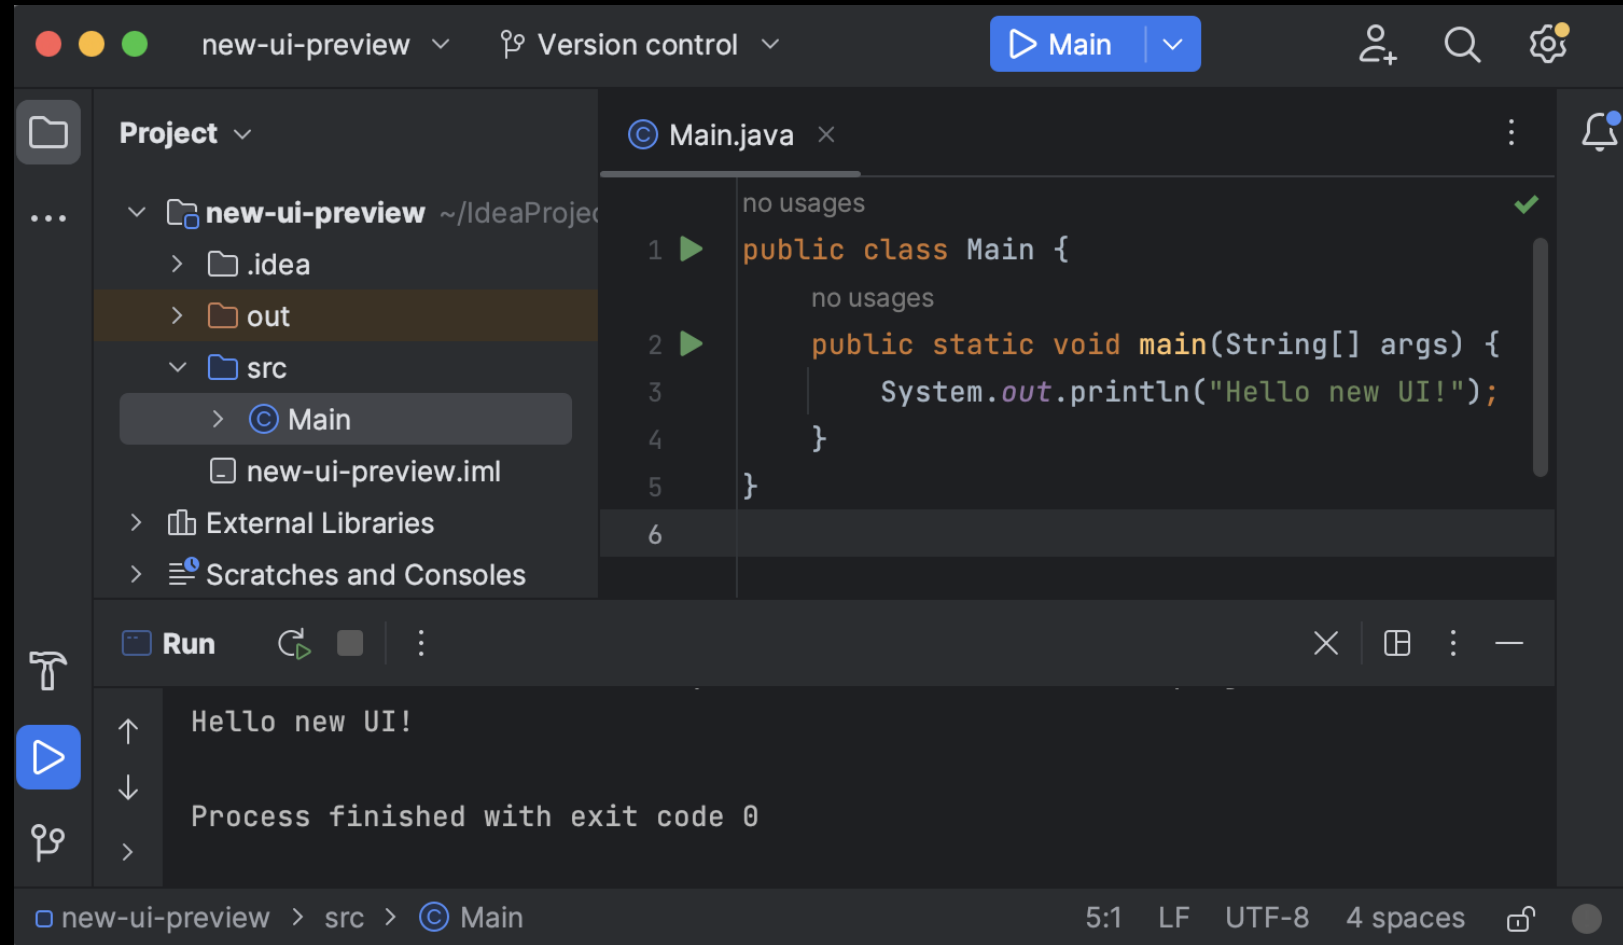 new-ui-preview Version control Main
Project
new-ui-preview ~/IdeaProjec
.idea
out
src
Main
new-ui-preview.iml
External Libraries
Scratches and Consoles
Main.java
no usages
1 public class Main {
no usages
2 public static void main(String[] args) {
3 System.out.println("Hello new UI!");
4 }
5 }
6
Run
Hello new UI!
Process finished with exit code 0
new-ui-preview > src > Main 5:1 LF UTF-8 4 spaces